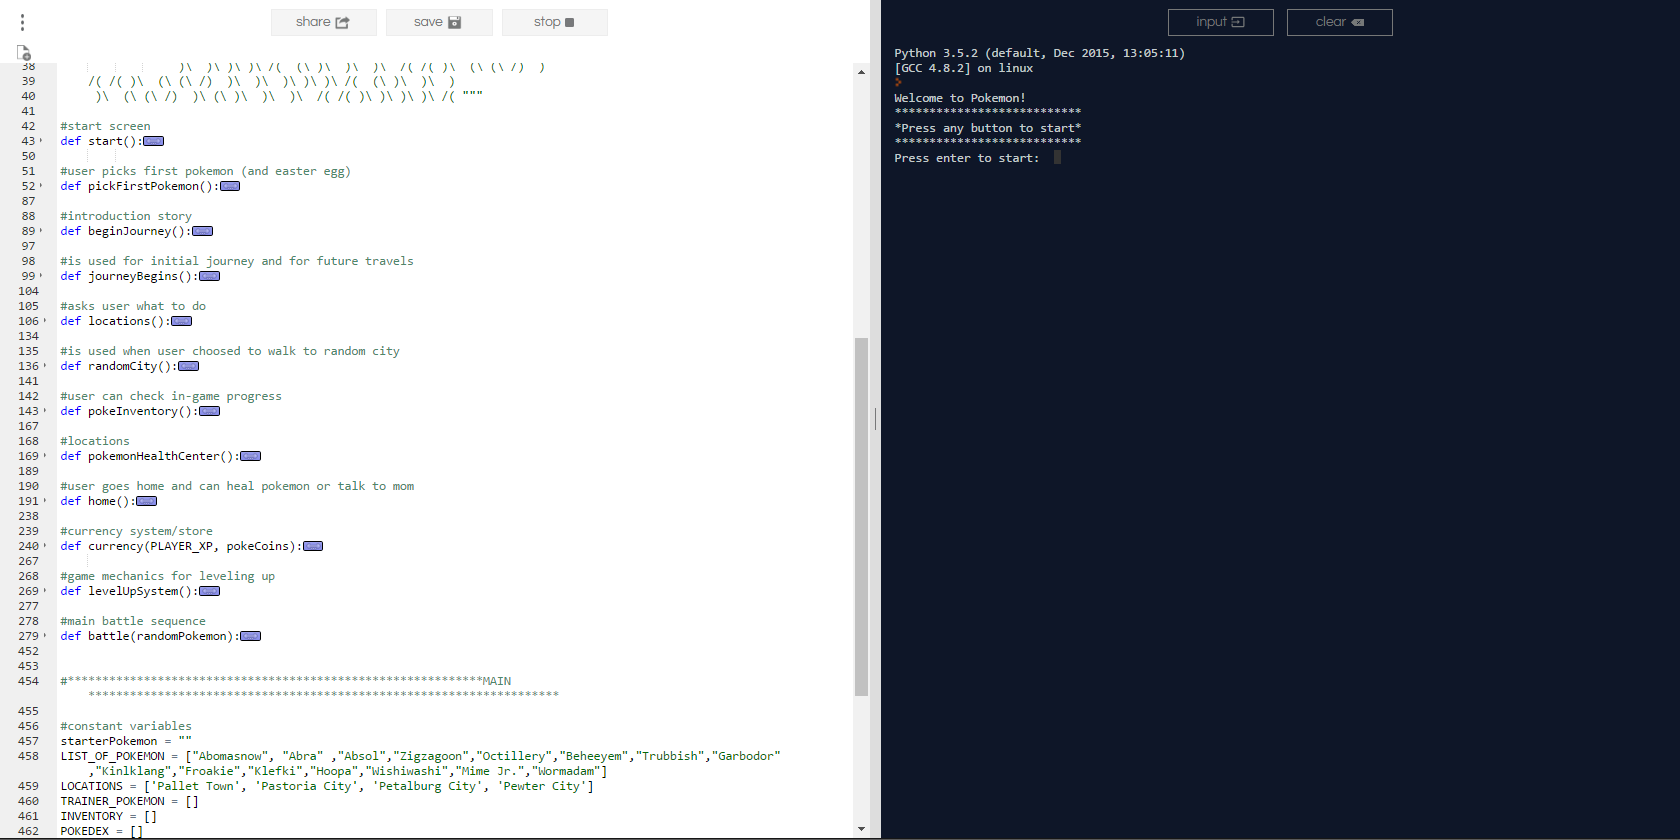 share
save
stop
input
clear
38 )\ )\ )\ )\ /( (\ )\ )\ )\ /( /( )\ (\ (\ /) )
39 /( /( )\ (\ (\ /) )\ )\ )\ )\ )\ /( (\ )\ )\ )
40 )\ (\ (\ /) )\ (\ )\ )\ )\ /( /( )\ )\ )\ )\ /( """
41
42 #start screen
43 def start():
50
51 #user picks first pokemon (and easter egg)
52 def pickFirstPokemon():
87
88 #introduction story
89 def beginJourney():
97
98 #is used for initial journey and for future travels
99 def journeyBegins():
104
105 #asks user what to do
106 def locations():
134
135 #is used when user choosed to walk to random city
136 def randomCity():
141
142 #user can check in-game progress
143 def pokeInventory():
167
168 #locations
169 def pokemonHealthCenter():
189
190 #user goes home and can heal pokemon or talk to mom
191 def home():
238
239 #currency system/store
240 def currency(PLAYER_XP, pokeCoins):
267
268 #game mechanics for leveling up
269 def levelUpSystem():
277
278 #main battle sequence
279 def battle(randomPokemon):
452
453
454 #************************************************************MAIN
********************************************************************
455
456 #constant variables
457 starterPokemon = ""
458 LIST_OF_POKEMON = ["Abomasnow", "Abra" ,"Absol","Zigzagoon","Octillery","Beheeyem","Trubbish","Garbodor"
,"Kinlklang","Froakie","Klefki","Hoopa","Wishiwashi","Mime Jr.","Wormadam"]
459 LOCATIONS = ['Pallet Town', 'Pastoria City', 'Petalburg City', 'Pewter City']
460 TRAINER_POKEMON = []
461 INVENTORY = []
462 POKEDEX = []
Python 3.5.2 (default, Dec 2015, 13:05:11)
[GCC 4.8.2] on linux
>
Welcome to Pokemon!
***************************
*Press any button to start*
***************************
Press enter to start: